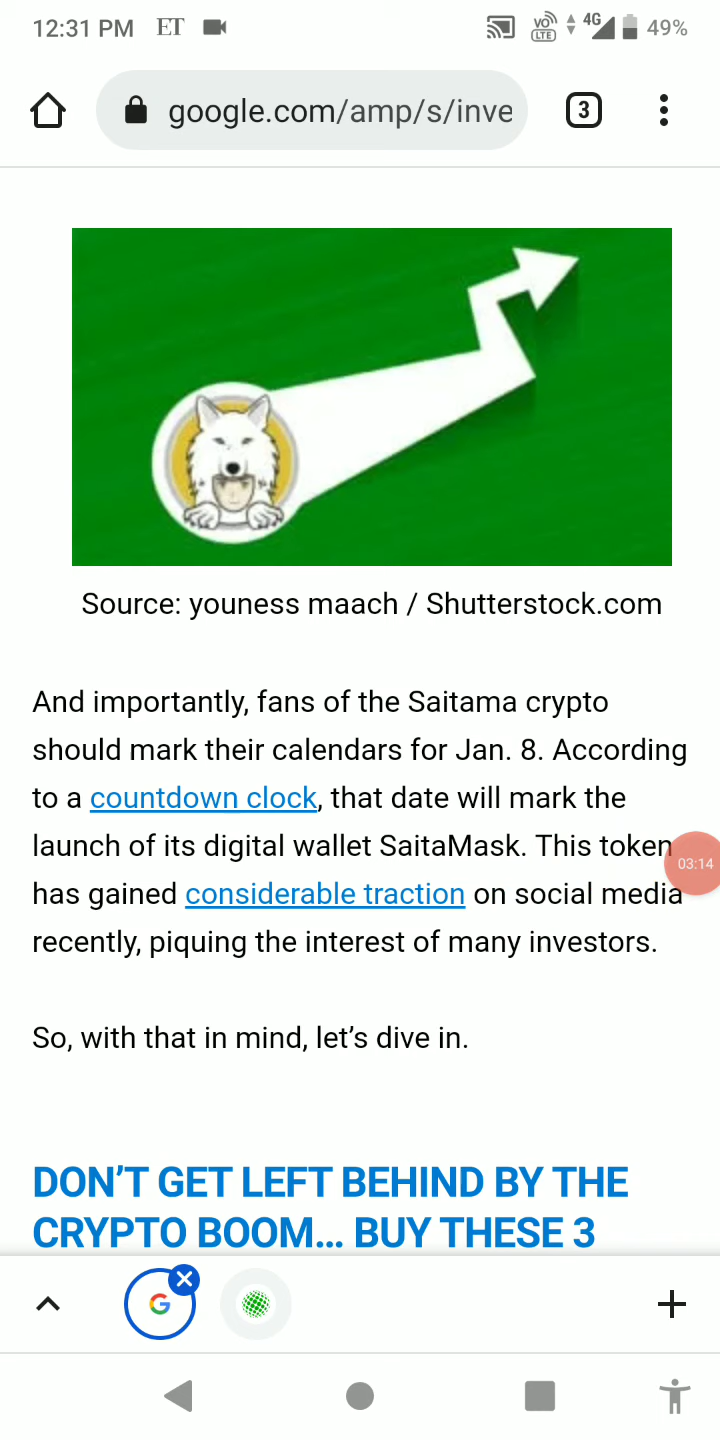 12:31 PM ET VO LTE 4G 49%
google.com/amp/s/inve 3
Source: youness maach / Shutterstock.com
And importantly, fans of the Saitama crypto
should mark their calendars for Jan. 8. According
to a countdown clock, that date will mark the
launch of its digital wallet SaitaMask. This token
03:14
has gained considerable traction on social media
recently, piquing the interest of many investors.
So, with that in mind, let’s dive in.
DON’T GET LEFT BEHIND BY THE
CRYPTO BOOM... BUY THESE 3